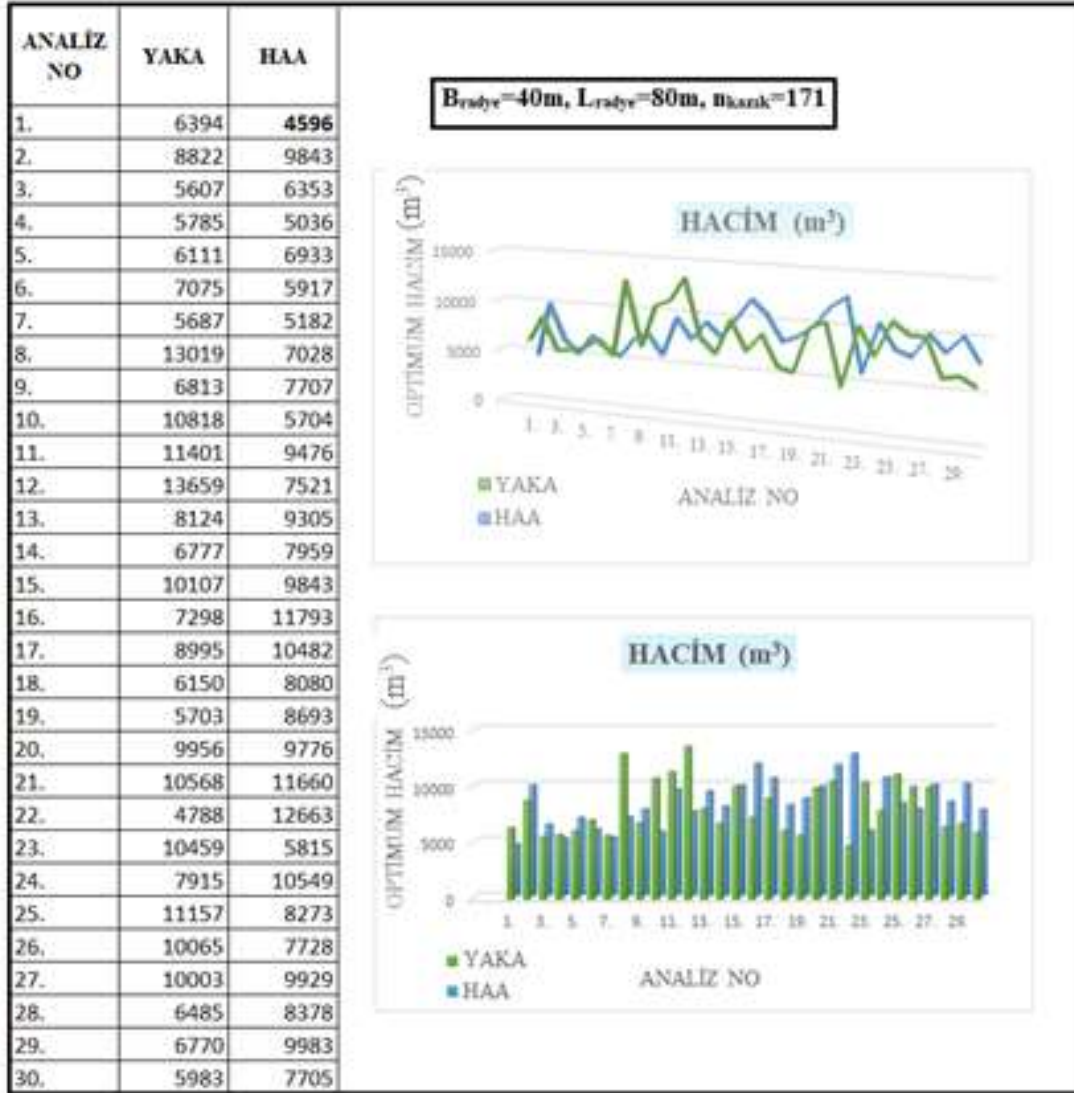 ANALİZ NO YAKA HAA
1. 6394 4596
2. 8822 9843
3. 5607 6353
4. 5785 5036
5. 6111 6933
6. 7075 5917
7. 5687 5182
8. 13019 7028
9. 6813 7707
10. 10818 5704
11. 11401 9476
12. 13659 7521
13. 8124 9305
14. 6777 7959
15. 10107 9843
16. 7298 11793
17. 8995 10482
18. 6150 8080
19. 5703 8693
20. 9956 9776
21. 10568 11660
22. 4788 12663
23. 10459 5815
24. 7915 10549
25. 11157 8273
26. 10065 7728
27. 10003 9929
28. 6485 8378
29. 6770 9983
30. 5983 7705
Bradye=40m, Lradye=80m, nkazık=171
HACİM (m³)
OPTİMUM HACİM (m³)
15000
10000
5000
0
1. 3. 5. 7. 9. 11. 13. 15. 17. 19. 21. 23. 25. 27. 29.
ANALİZ NO
YAKA
HAA
HACİM (m³)
OPTİMUM HACİM (m³)
15000
10000
5000
0
1. 3. 5. 7. 9. 11. 13. 15. 17. 19. 21. 23. 25. 27. 29.
ANALİZ NO
YAKA
HAA